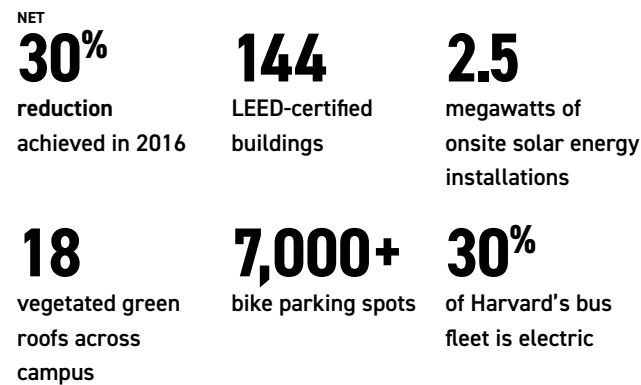 NET
30%
reduction
achieved in 2016
144
LEED-certified
buildings
2.5
megawatts of
onsite solar energy
installations
18
vegetated green
roofs across
campus
7,000+
bike parking spots
30%
of Harvard's bus
fleet is electric